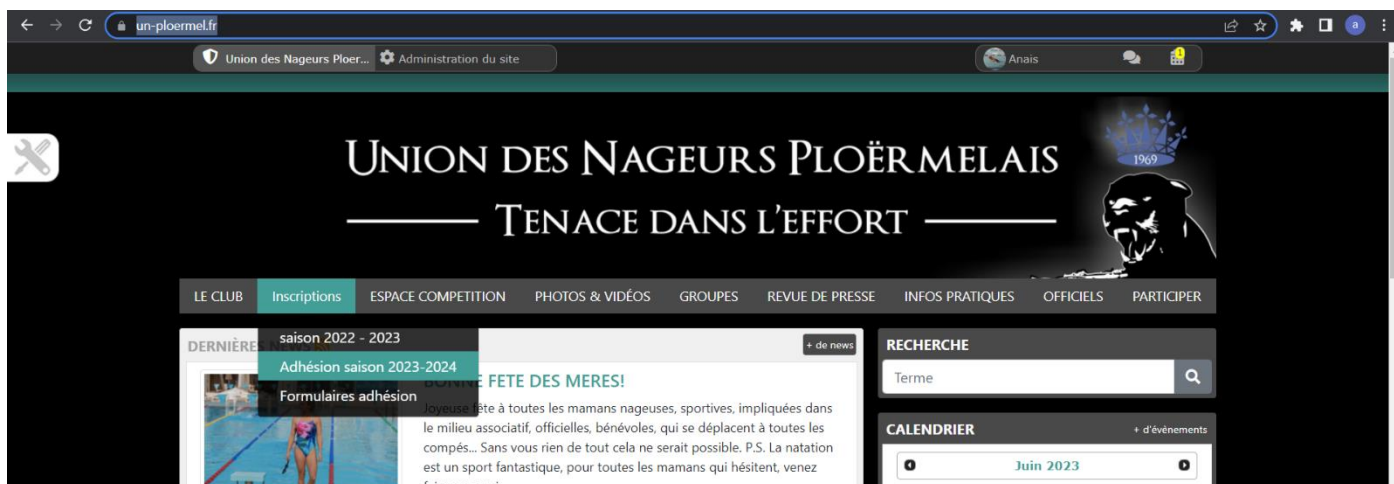 un-ploermel.fr
Union des Nageurs Ploer... Administration du site Anais 1
a
UNION DES NAGEURS PLOËRMELAIS
1969
TENACE DANS L'EFFORT
LE CLUB Inscriptions ESPACE COMPETITION PHOTOS & VIDÉOS GROUPES REVUE DE PRESSE INFOS PRATIQUES OFFICIELS PARTICIPER
saison 2022 - 2023
Adhésion saison 2023-2024
Formulaires adhésion
DERNIÈRES + de news
FETE DES MERES!
Joyeuse fête à toutes les mamans nageuses, sportives, impliquées dans
le milieu associatif, officielles, bénévoles, qui se déplacent à toutes les
compés... Sans vous rien de tout cela ne serait possible. P.S. La natation
est un sport fantastique, pour toutes les mamans qui hésitent, venez
RECHERCHE
Terme
CALENDRIER + d'évènements
Juin 2023